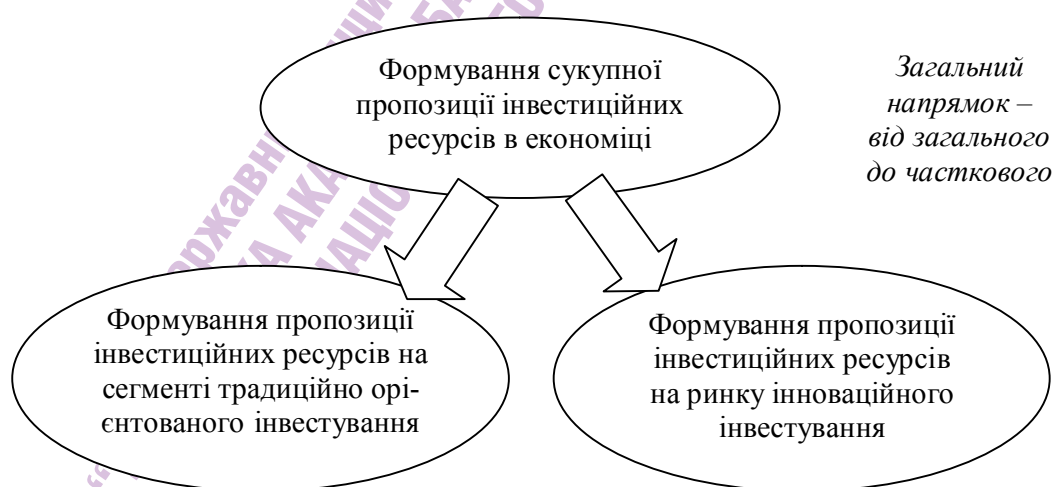 Формування сукупної
пропозиції інвестиційних
ресурсів в економіці
Загальний
напрямок –
від загального
до часткового
Формування пропозиції
інвестиційних ресурсів на
сегменті традиційно орі-
єнтованого інвестування
Формування пропозиції
інвестиційних ресурсів
на ринку інноваційного
інвестування